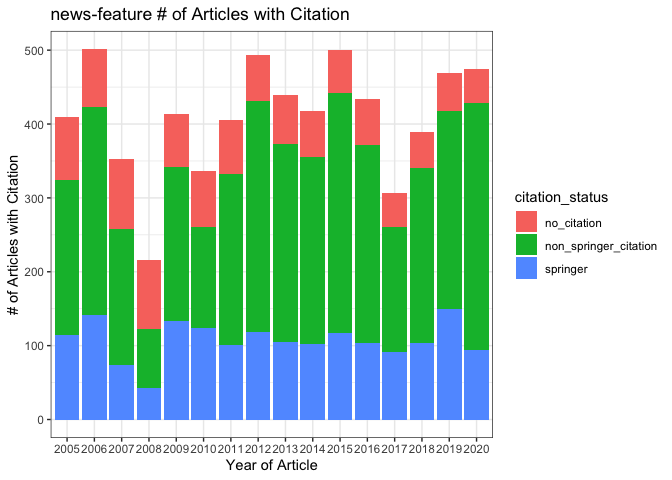 news-feature # of Articles with Citation
# of Articles with Citation
500
400
300
200
100
0
2005 2006 2007 2008 2009 2010 2011 2012 2013 2014 2015 2016 2017 2018 2019 2020
Year of Article
citation_status
no_citation
non_springer_citation
springer